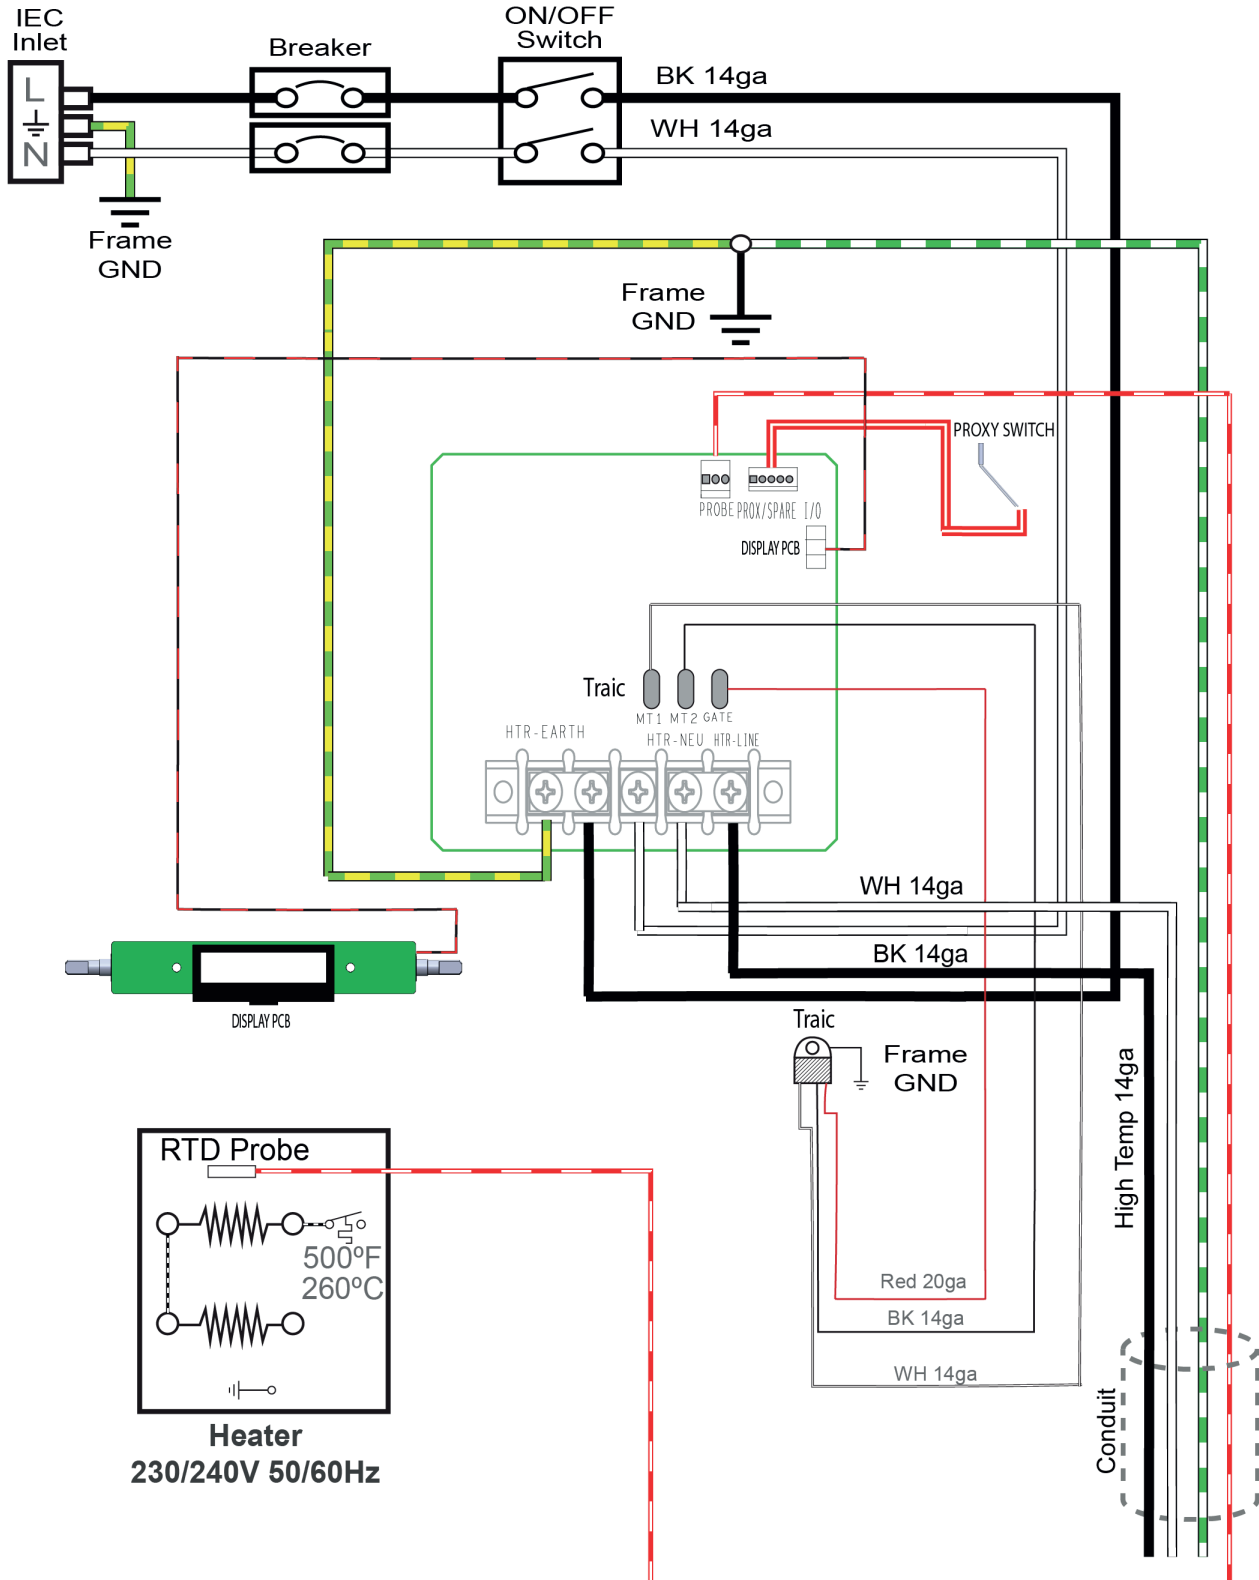 IEC
Inlet
L
N
Breaker
ON/OFF
Switch
BK 14ga
WH 14ga
Frame
GND
Frame
GND
PROXY SWITCH
PROBE PROX/SPARE I/O
DISPLAY PCB
Traic
MT1 MT2 GATE
HTR-EARTH
HTR-NEU HTR-LINE
WH 14ga
BK 14ga
DISPLAY PCB
Traic
Frame
GND
High Temp 14ga
RTD Probe
500ºF
260ºC
Heater
230/240V 50/60Hz
Red 20ga
BK 14ga
WH 14ga
Conduit